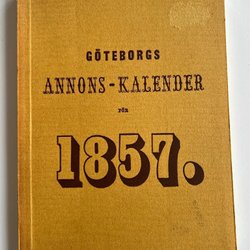 GÖTEBORGS
ANNONS-KALENDER
FÖR
1857.